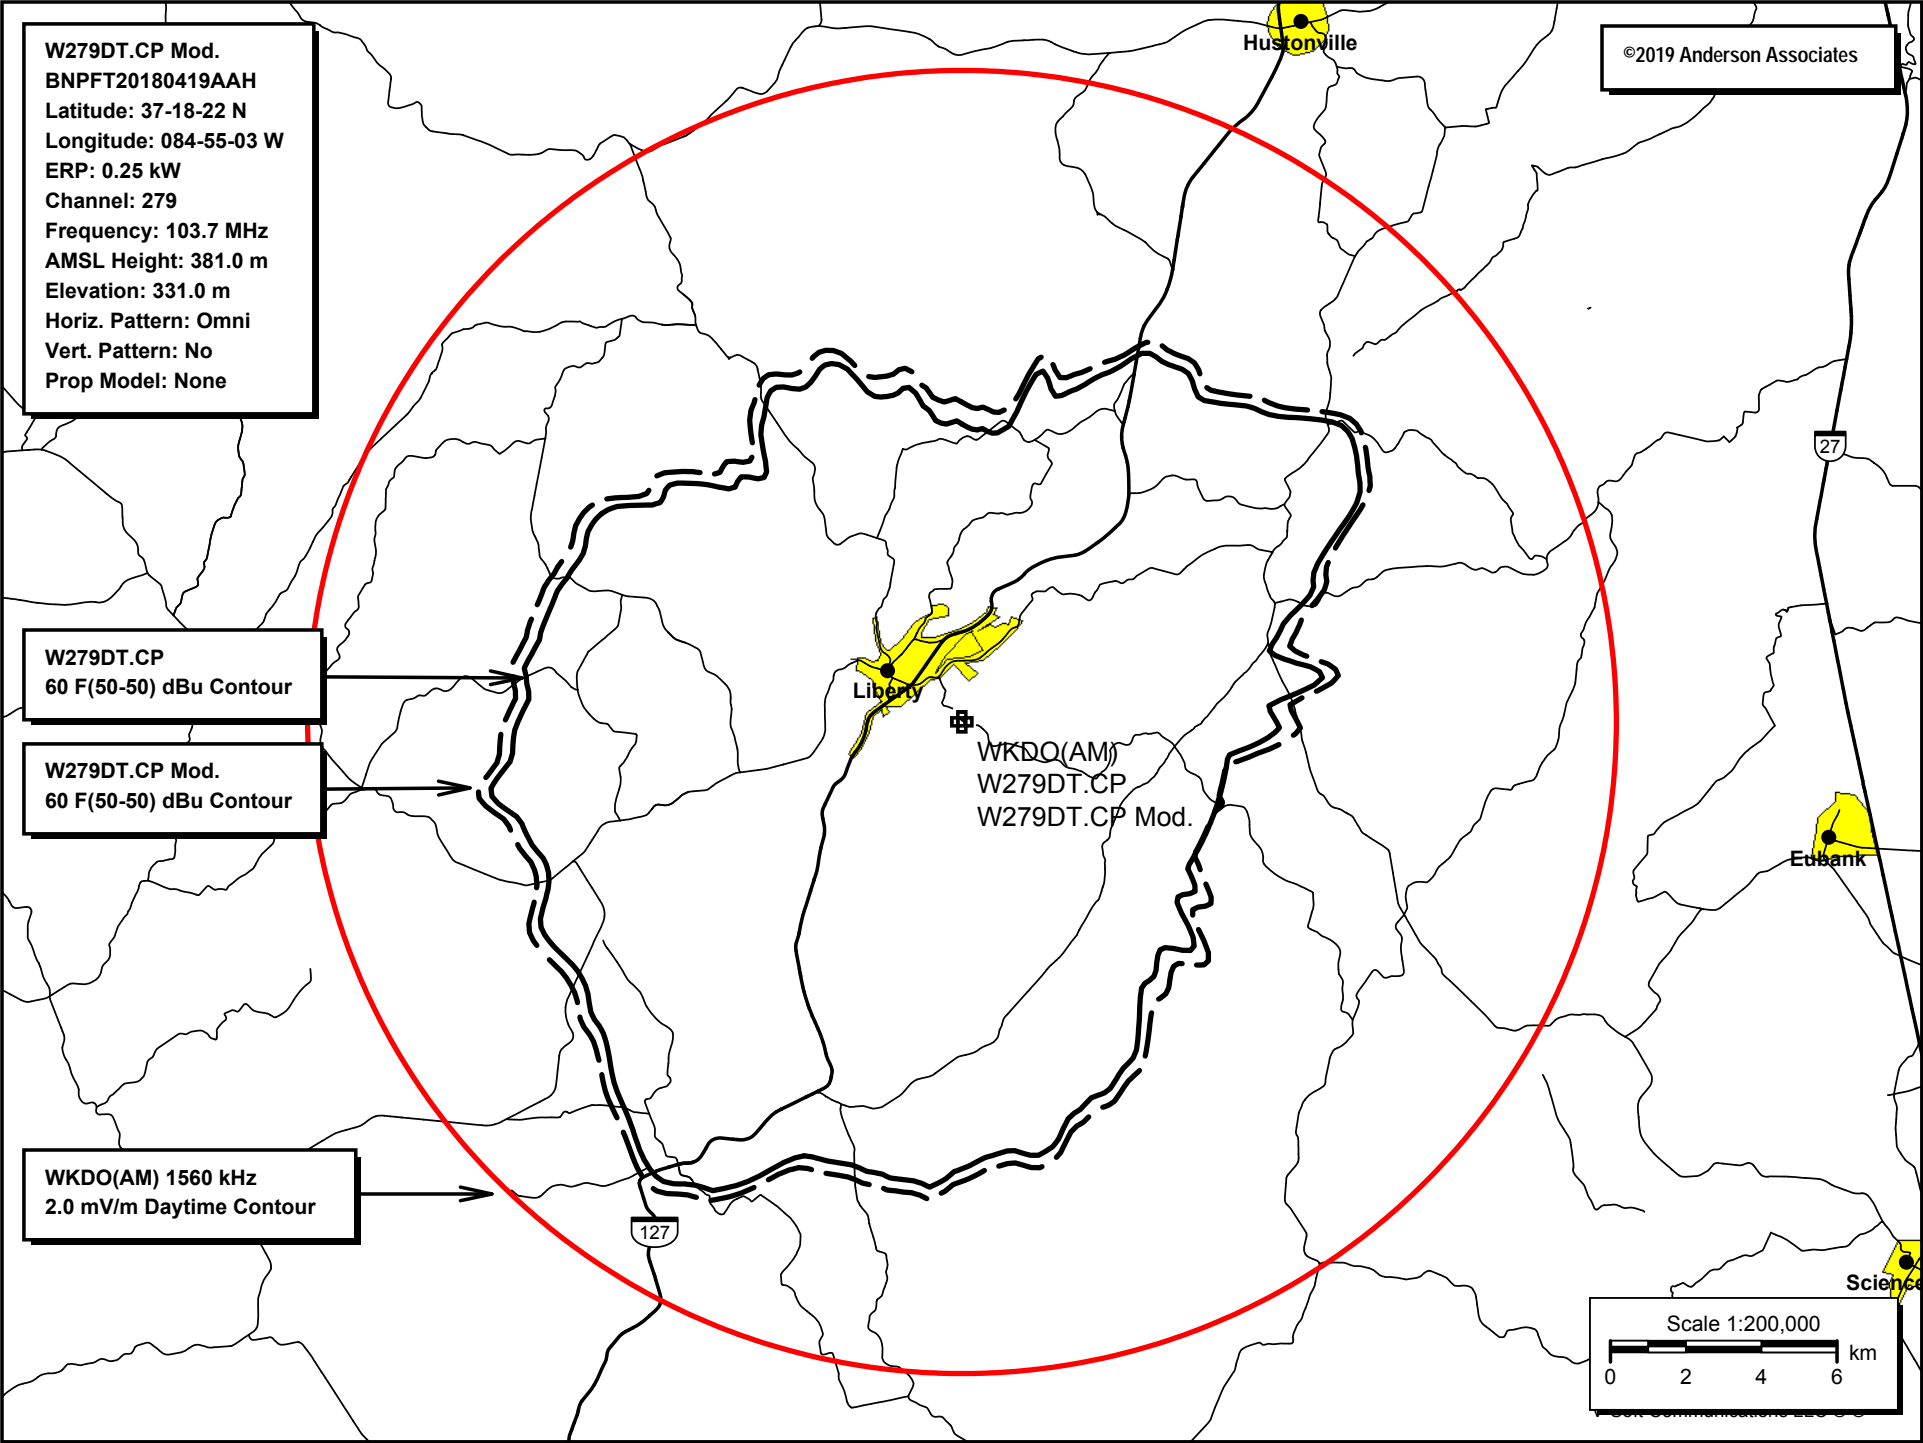 W279DT.CP Mod.
BNPFT20180419AAH
Latitude: 37-18-22 N
Longitude: 084-55-03 W
ERP: 0.25 kW
Channel: 279
Frequency: 103.7 MHz
AMSL Height: 381.0 m
Elevation: 331.0 m
Horiz. Pattern: Omni
Vert. Pattern: No
Prop Model: None
Hustonville
©2019 Anderson Associates
27
W279DT.CP
60 F(50-50) dBu Contour
Liberty
W279DT.CP Mod.
60 F(50-50) dBu Contour
WKDO(AM)
W279DT.CP
W279DT.CP Mod.
Eubank
WKDO(AM) 1560 kHz
2.0 mV/m Daytime Contour
127
Science
Scale 1:200,000
km
0 2 4 6